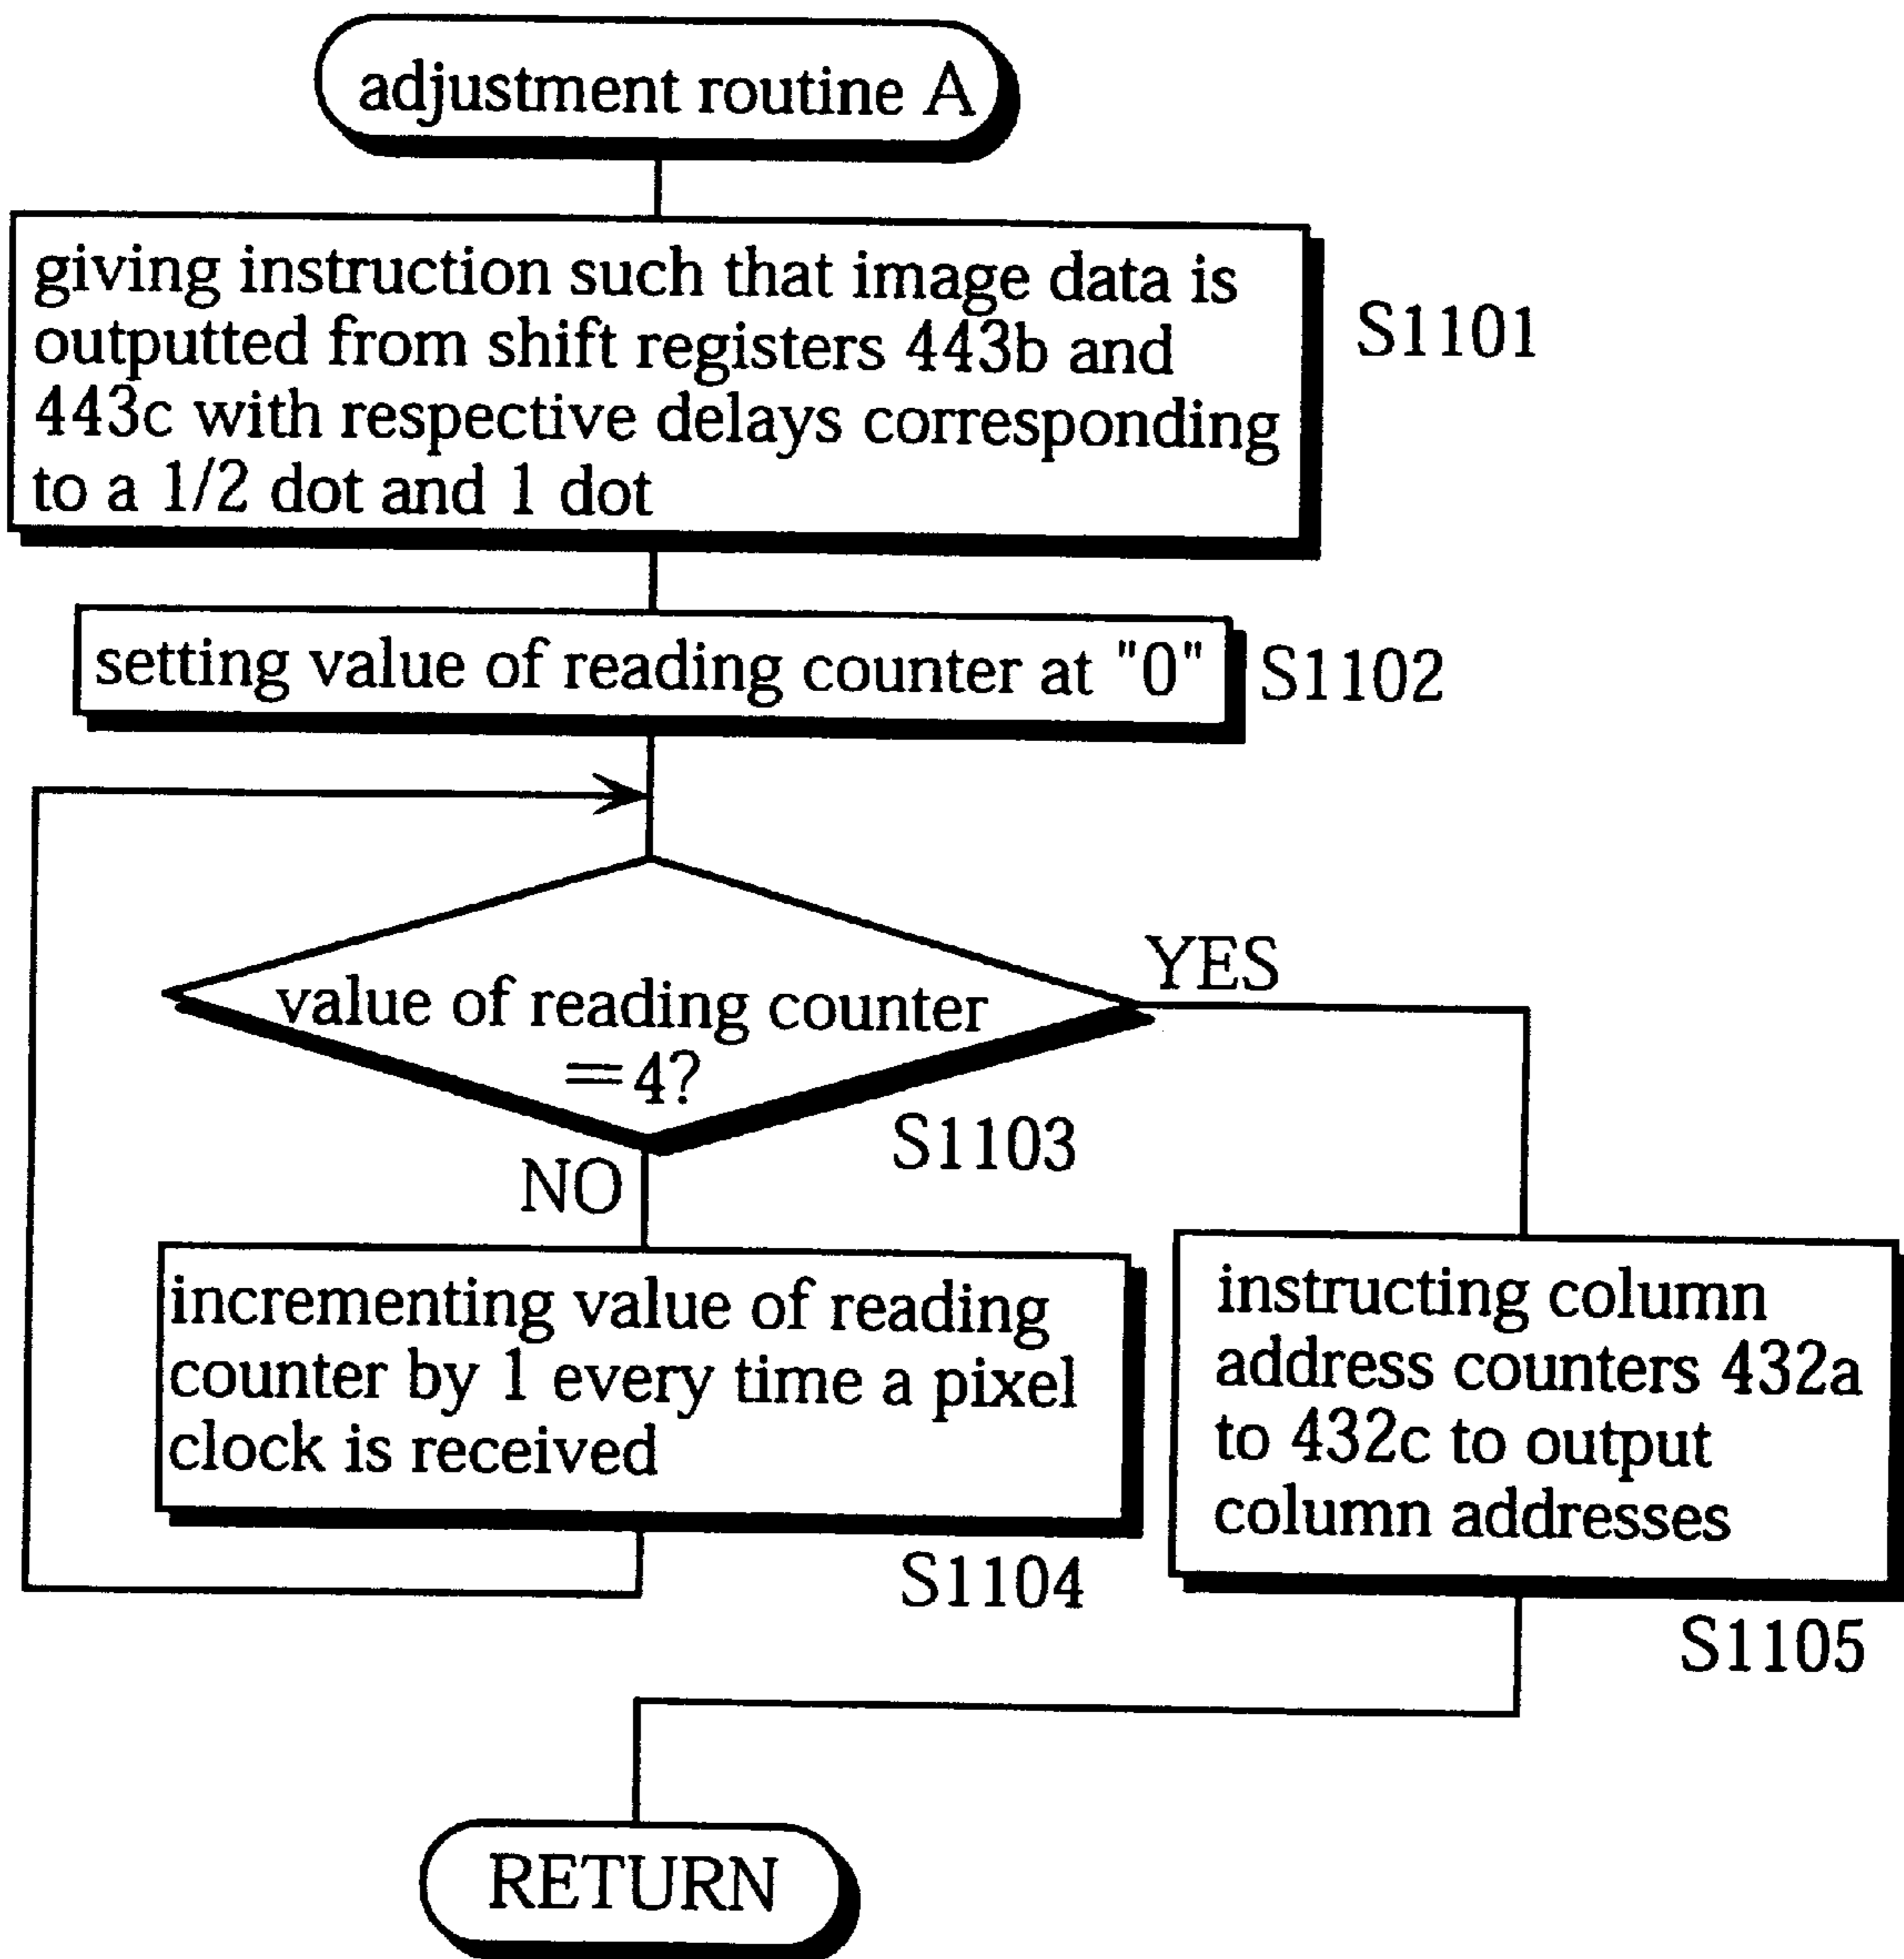 adjustment routine A
giving instruction such that image data is
outputted from shift registers 443b and
443c with respective delays corresponding
to a 1/2 dot and 1 dot
S1101
setting value of reading counter at "0"
S1102
value of reading counter
=4?
YES
S1103
NO
incrementing value of reading
counter by 1 every time a pixel
clock is received
S1104
instructing column
address counters 432a
to 432c to output
column addresses
S1105
RETURN